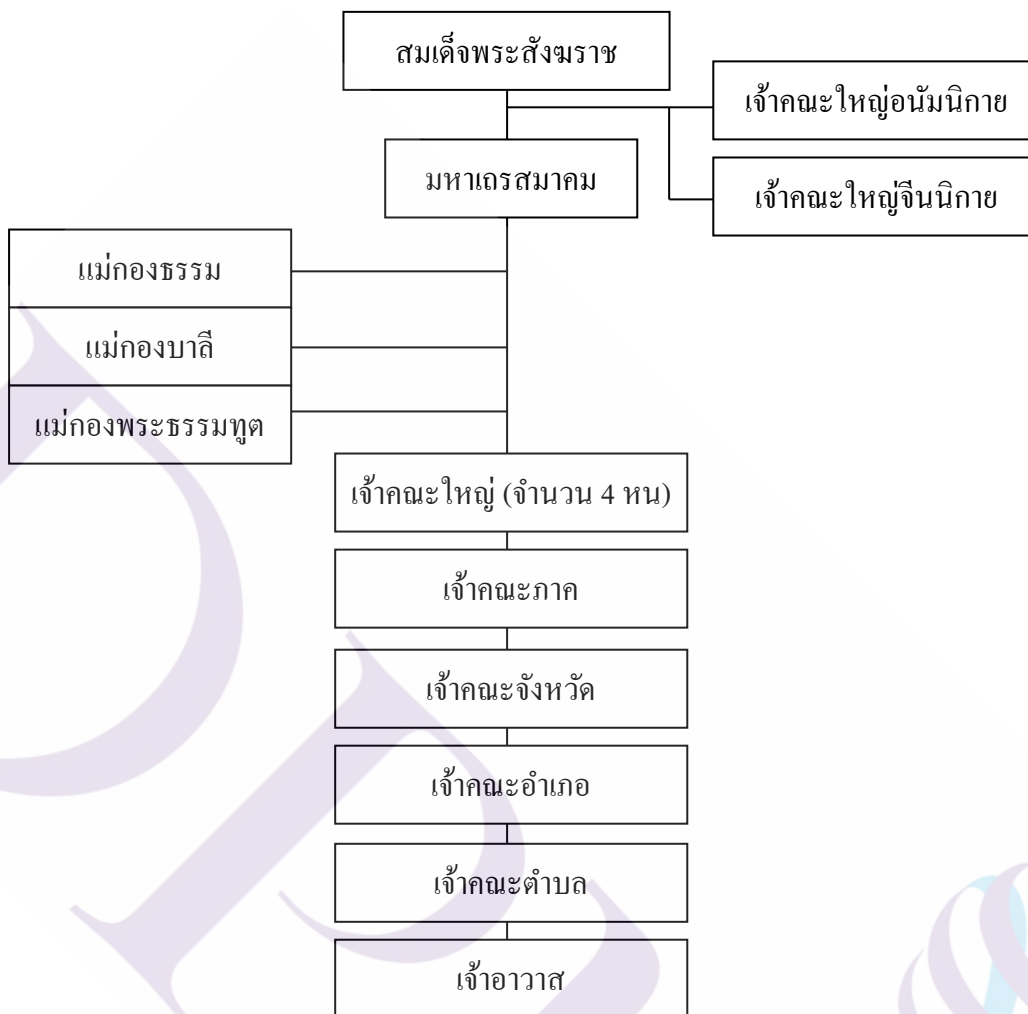 สมเด็จพระสังฆราช
เจ้าคณะใหญ่อนัมนิกาย
มหาเถรสมาคม
เจ้าคณะใหญ่จีนนิกาย
แม่กองธรรม
แม่กองบาลี
แม่กองพระธรรมทูต
เจ้าคณะใหญ่ (จำนวน 4 หน)
เจ้าคณะภาค
เจ้าคณะจังหวัด
เจ้าคณะอำเภอ
เจ้าคณะตำบล
เจ้าอาวาส